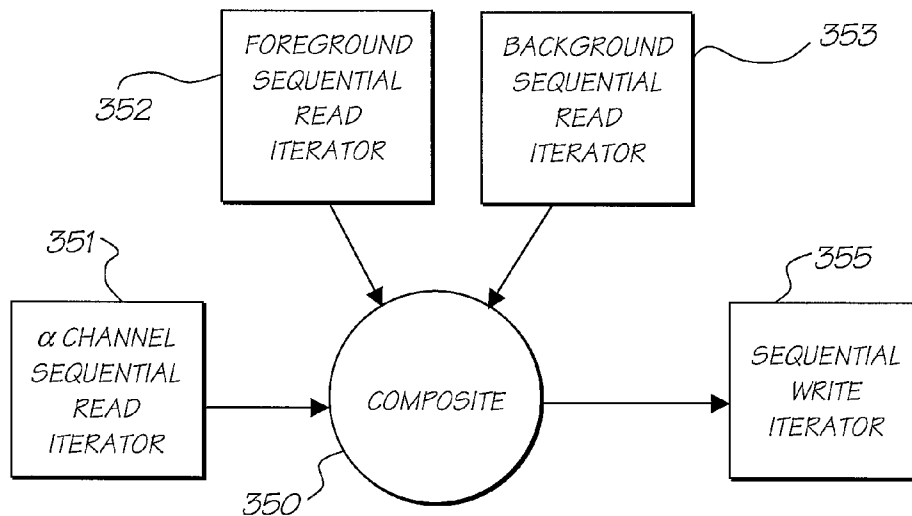 FOREGROUND
SEQUENTIAL
READ
ITERATOR
352
BACKGROUND
SEQUENTIAL
READ
ITERATOR
353
351
α CHANNEL
SEQUENTIAL
READ
ITERATOR
COMPOSITE
350
355
SEQUENTIAL
WRITE
ITERATOR